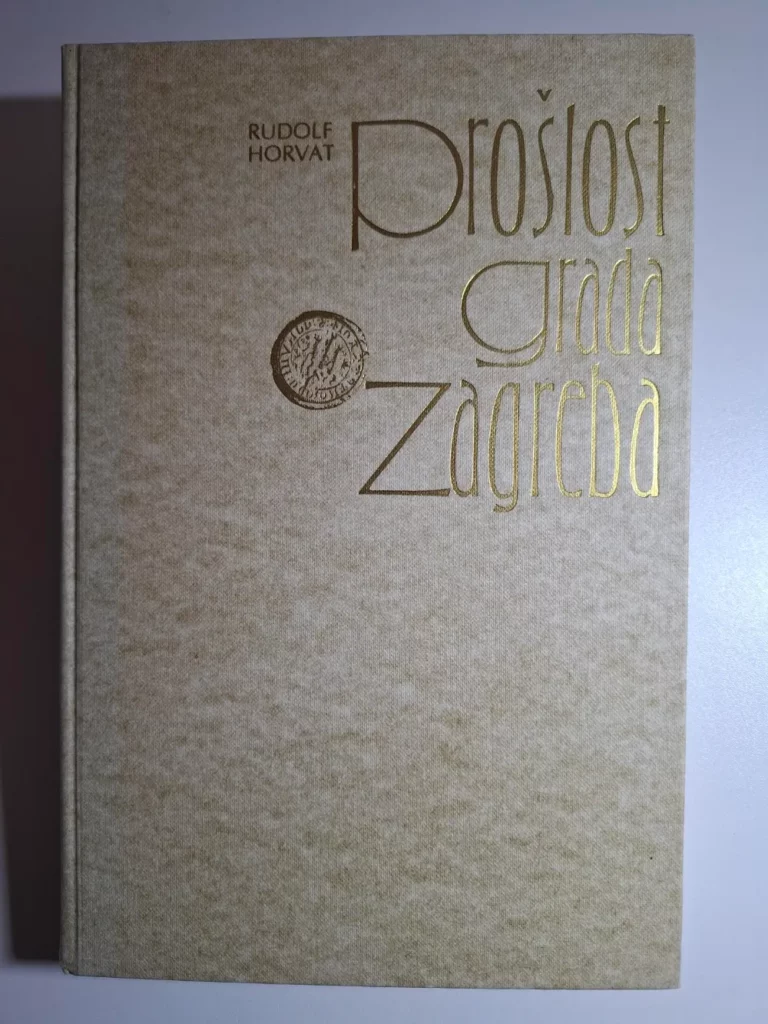 RUDOLF
HORVAT
Prošlost
grada
Zagreba